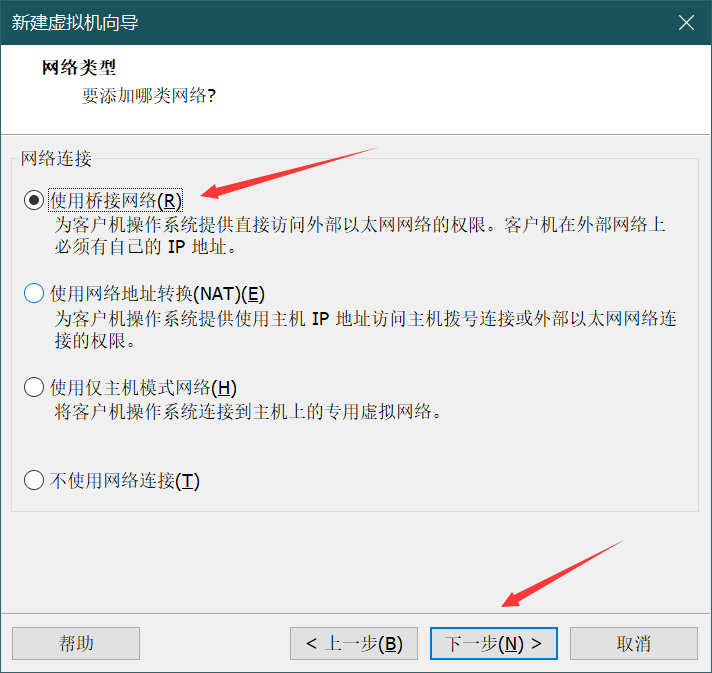 新建虚拟机向导
网络类型
要添加哪类网络?
网络连接
使用桥接网络(R)
为客户机操作系统提供直接访问外部以太网网络的权限。客户机在外部网络上
必须有自己的 IP 地址。
使用网络地址转换(NAT)(E)
为客户机操作系统提供使用主机 IP 地址访问主机拨号连接或外部以太网网络连
接的权限。
使用仅主机模式网络(H)
将客户机操作系统连接到主机上的专用虚拟网络。
不使用网络连接(T)
帮助
< 上一步(B)
下一步(N) >
取消